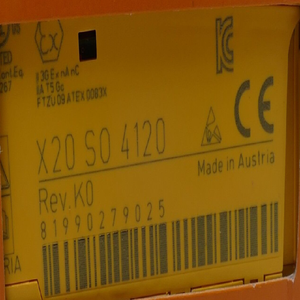 II 3G Ex nA nC
IIA T5 Gc
FTZU 09 ATEX 0083X
CE
X20 SO 4120
Made in Austria
Rev. K0
81990279025